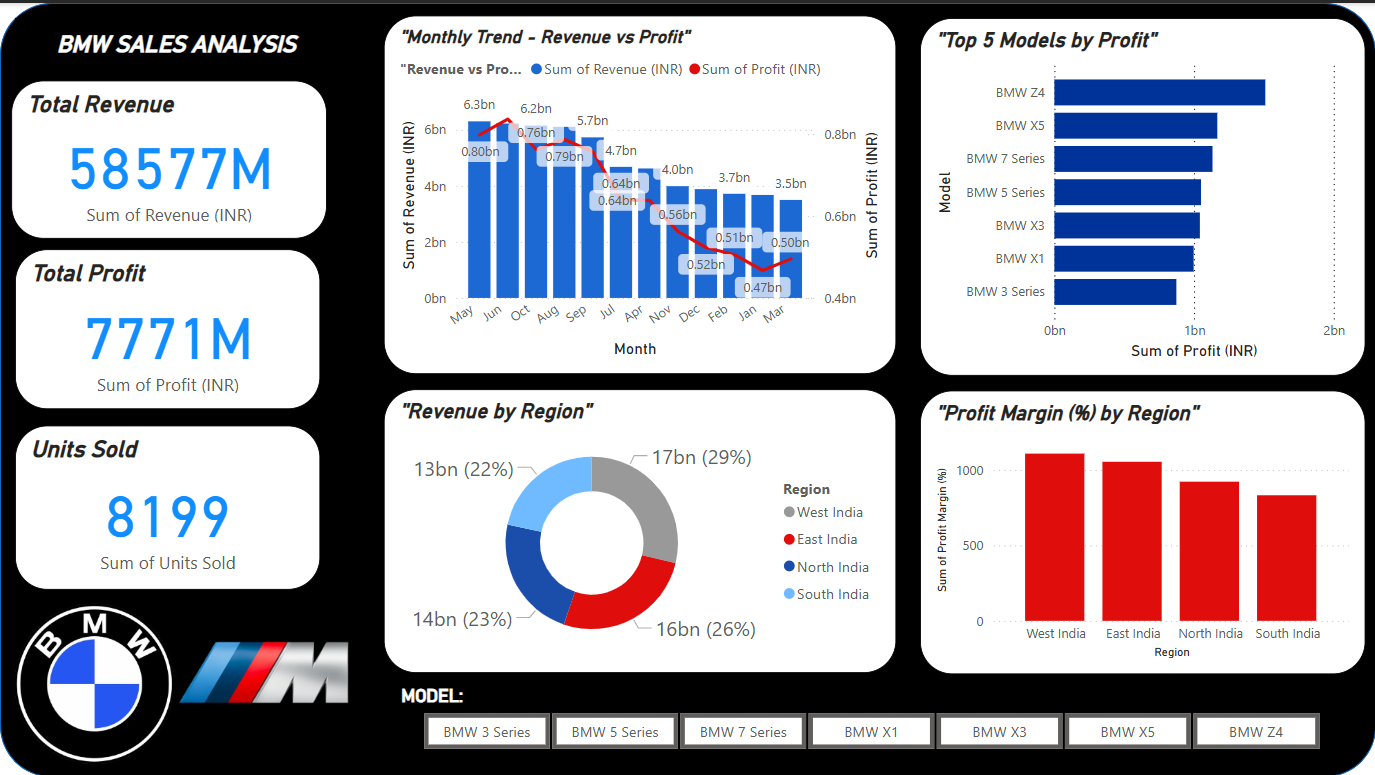 BMW SALES ANALYSIS
Total Revenue
58577M
Sum of Revenue (INR)
Total Profit
7771M
Sum of Profit (INR)
Units Sold
8199
Sum of Units Sold
BMW
M
"Monthly Trend - Revenue vs Profit"
"Revenue vs Pro... Sum of Revenue (INR) Sum of Profit (INR)
Sum of Revenue (INR)
6bn
4bn
2bn
0bn
6.3bn
6.2bn
5.7bn
4.7bn
4.0bn
3.7bn
3.5bn
0.80bn
0.76bn
0.79bn
0.64bn
0.64bn
0.56bn
0.52bn
0.51bn
0.47bn
0.50bn
0.8bn
0.6bn
0.4bn
Sum of Profit (INR)
May Jun Oct Aug Sep Jul Apr Nov Dec Feb Jan Mar
Month
"Top 5 Models by Profit"
Model
BMW Z4
BMW X5
BMW 7 Series
BMW 5 Series
BMW X3
BMW X1
BMW 3 Series
0bn 1bn 2bn
Sum of Profit (INR)
"Revenue by Region"
17bn (29%)
16bn (26%)
14bn (23%)
13bn (22%)
Region
West India
East India
North India
South India
"Profit Margin (%) by Region"
Sum of Profit Margin (%)
1000
500
0
West India East India North India South India
Region
MODEL:
BMW 3 Series BMW 5 Series BMW 7 Series BMW X1 BMW X3 BMW X5 BMW Z4